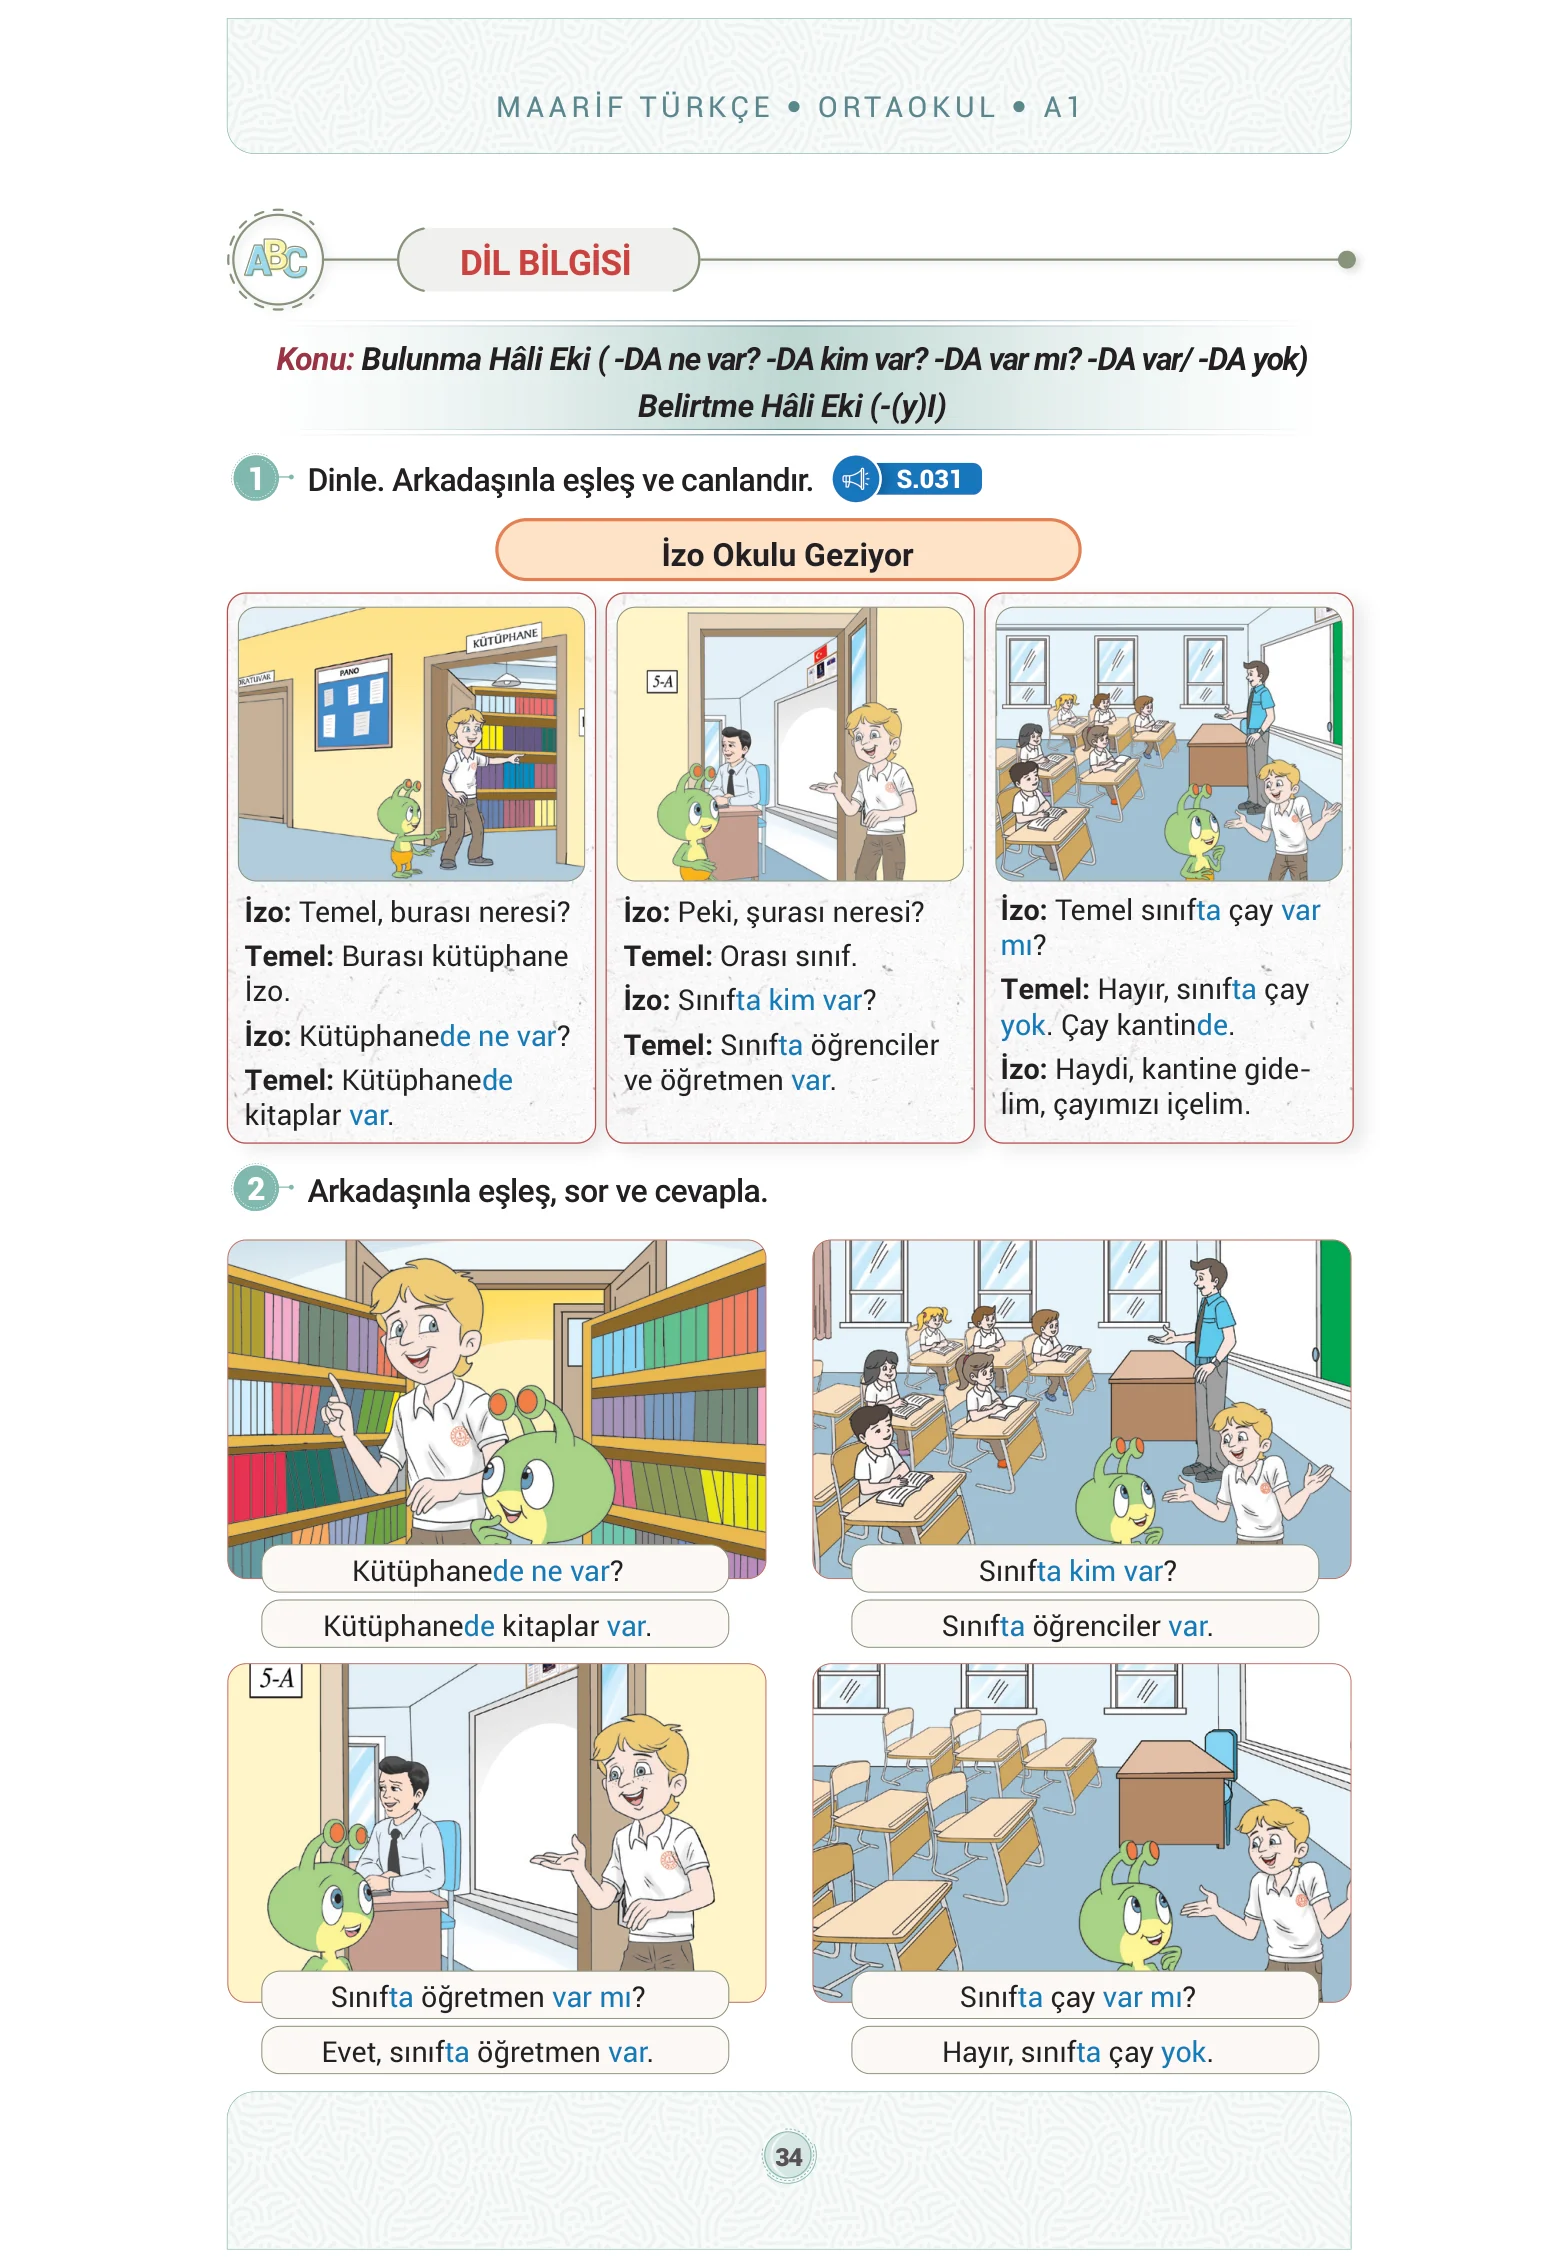 MAARİF TÜRKÇE • ORTAOKUL • A1
ABC
DİL BİLGİSİ
Konu: Bulunma Hâli Eki ( -DA ne var? -DA kim var? -DA var mı? -DA var/ -DA yok)
Belirtme Hâli Eki (-(y)I)
1 Dinle. Arkadaşınla eşleş ve canlandır. S.031
İzo Okulu Geziyor
KÜTÜPHANE
PANO
RATUVAR
İzo: Temel, burası neresi?
Temel: Burası kütüphane
İzo.
İzo: Kütüphanede ne var?
Temel: Kütüphanede
kitaplar var.
5-A
İzo: Peki, şurası neresi?
Temel: Orası sınıf.
İzo: Sınıfta kim var?
Temel: Sınıfta öğrenciler
ve öğretmen var.
İzo: Temel sınıfta çay var
mı?
Temel: Hayır, sınıfta çay
yok. Çay kantinde.
İzo: Haydi, kantine gide-
lim, çayımızı içelim.
2 Arkadaşınla eşleş, sor ve cevapla.
Kütüphanede ne var?
Kütüphanede kitaplar var.
Sınıfta kim var?
Sınıfta öğrenciler var.
5-A
Sınıfta öğretmen var mı?
Evet, sınıfta öğretmen var.
Sınıfta çay var mı?
Hayır, sınıfta çay yok.
34